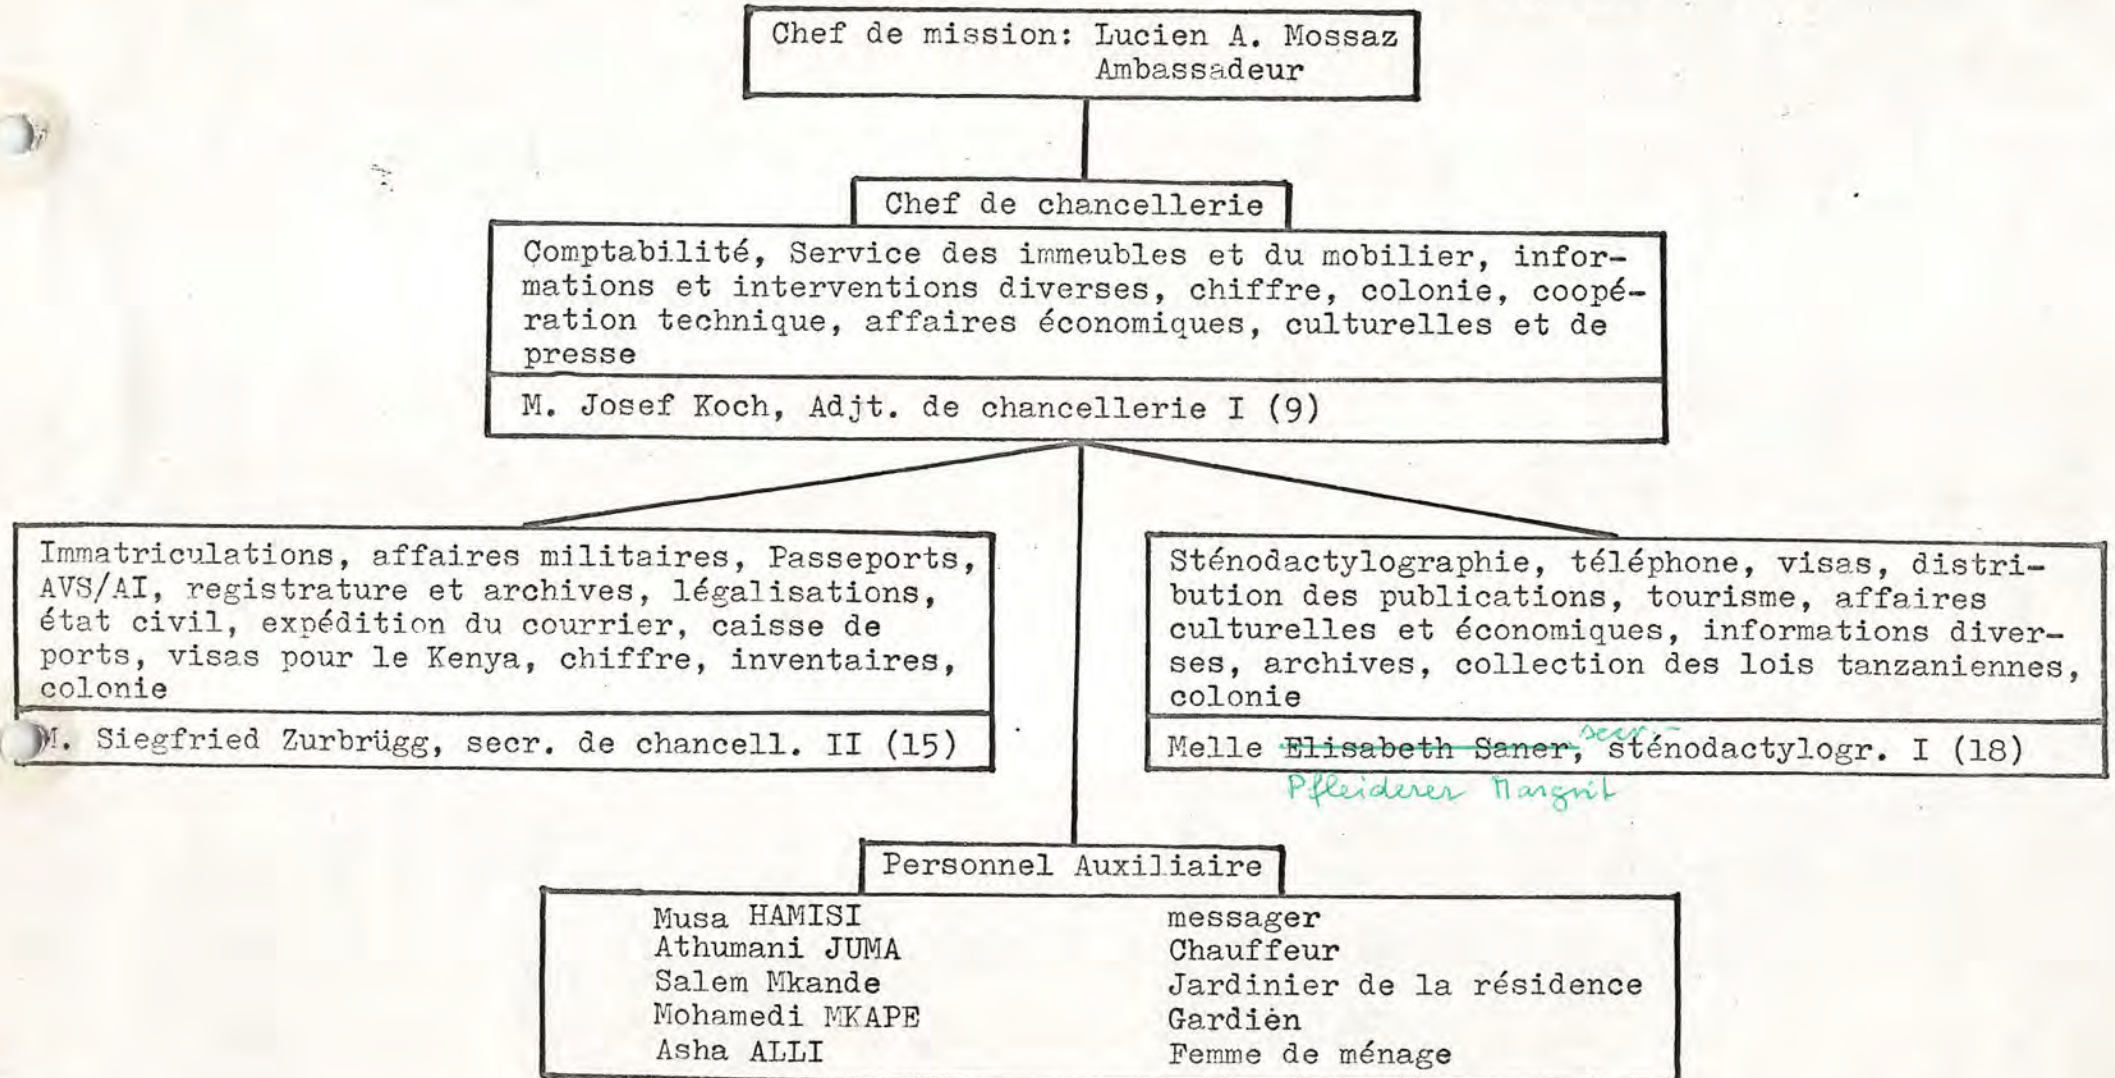 Chef de mission: Lucien A. Mossaz
Ambassadeur
Chef de chancellerie
Comptabilité, Service des immeubles et du mobilier, infor-
mations et interventions diverses, chiffre, colonie, coopé-
ration technique, affaires économiques, culturelles et de
presse
M. Josef Koch, Adjt. de chancellerie I (9)
Immatriculations, affaires militaires, Passeports,
AVS/AI, registrature et archives, légalisations,
état civil, expédition du courrier, caisse de
ports, visas pour le Kenya, chiffre, inventaires,
colonie
M. Siegfried Zurbrügg, secr. de chancell. II (15)
Sténodactylographie, téléphone, visas, distri-
bution des publications, tourisme, affaires
culturelles et économiques, informations diver-
ses, archives, collection des lois tanzaniennes,
colonie
secr-
Melle Elisabeth Saner, sténodactylogr. I (18)
Pfleiderer Margrit
Personnel Auxiliaire
Musa HAMISI messager
Athumani JUMA Chauffeur
Salem Mkande Jardinier de la résidence
Mohamedi MKAPE Gardien
Asha ALLI Femme de ménage